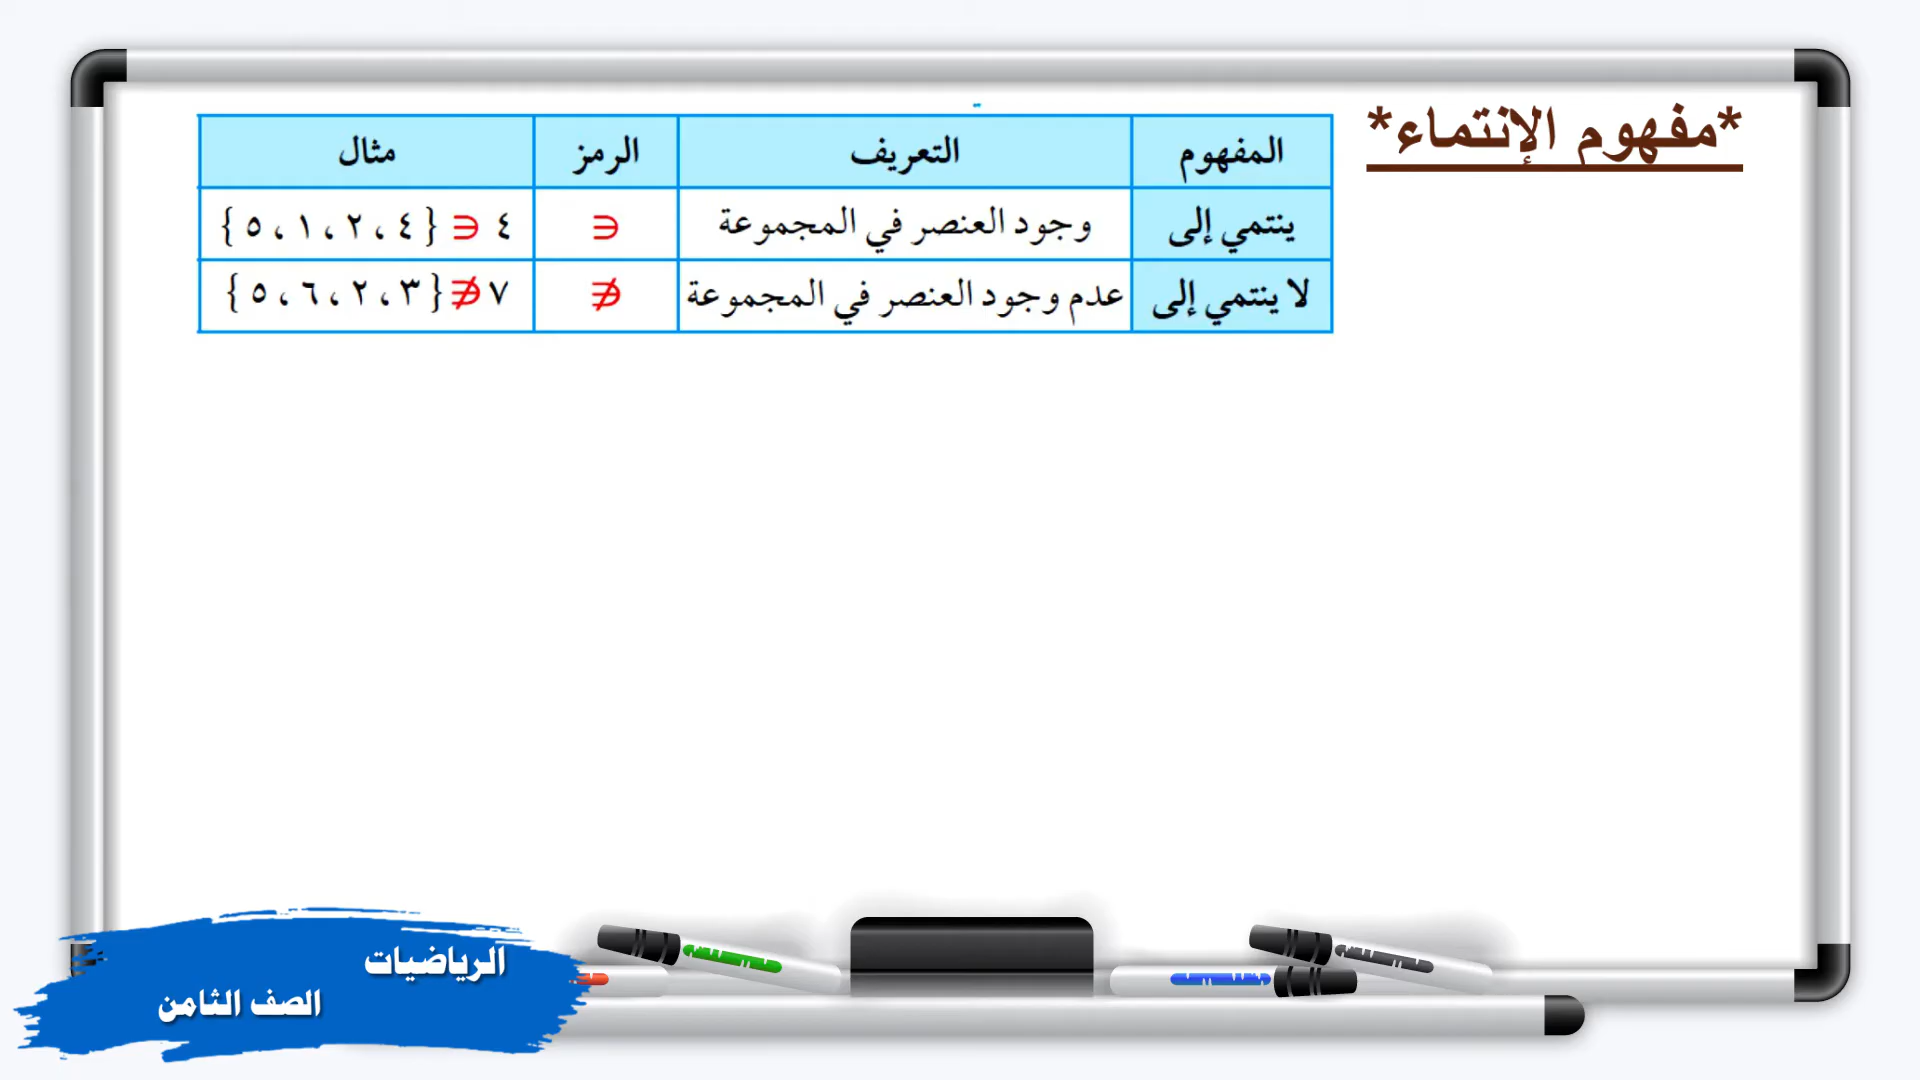 *مفهوم الإنتماء*
المفهوم التعريف الرمز مثال
ينتمي إلى وجود العنصر في المجموعة ∋ ٤ ∋ { ٤ ، ٢ ، ١ ، ٥ }
لا ينتمي إلى عدم وجود العنصر في المجموعة ∌ ٧ ∌ { ٣ ، ٢ ، ٦ ، ٥ }
الرياضيات
الصف الثامن